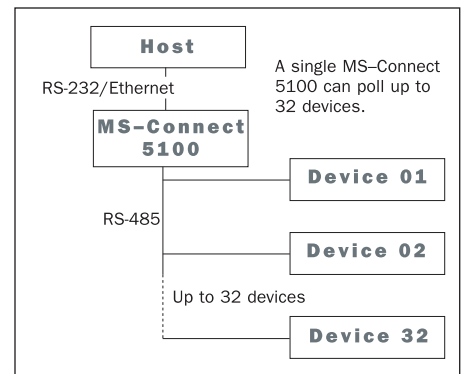 Host
A single MS–Connect
5100 can poll up to
32 devices.
RS-232/Ethernet
MS–Connect
5100
Device 01
RS-485
Device 02
Up to 32 devices
Device 32